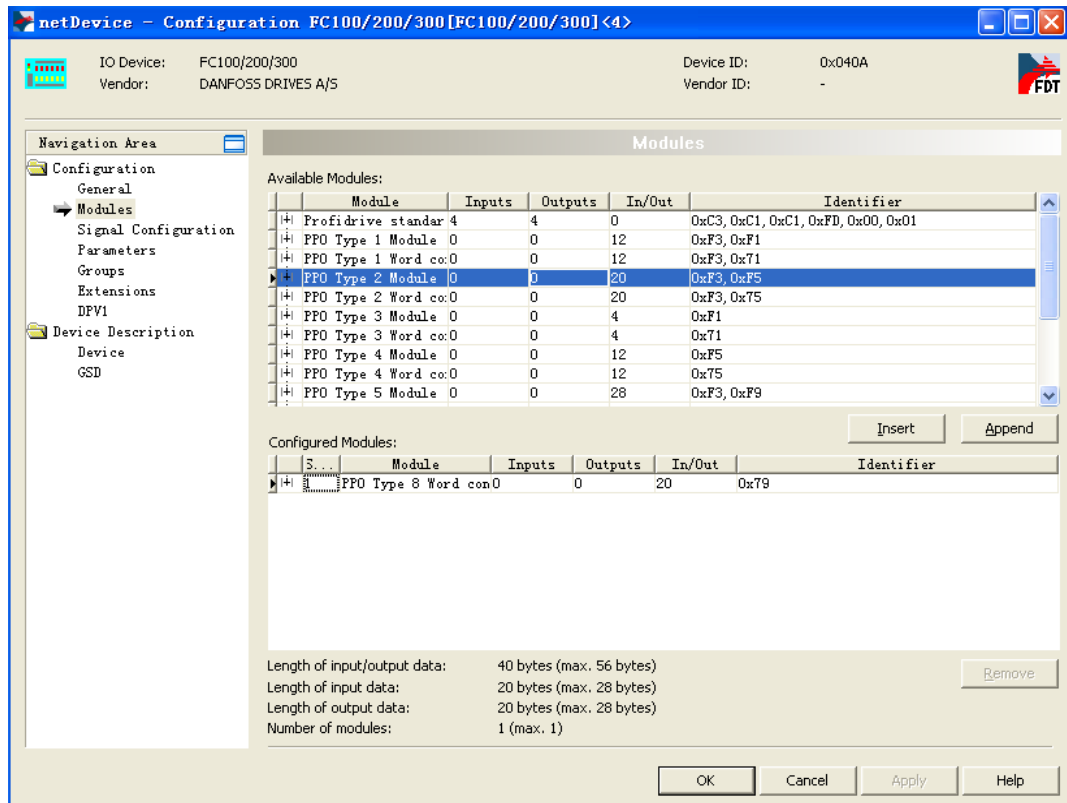 netDevice - Configuration FC100/200/300[FC100/200/300]<4>
IO Device: FC100/200/300 Device ID: 0x040A
Vendor: DANFOSS DRIVES A/S Vendor ID: -
FDT
Navigation Area
Configuration
General
Modules
Signal Configuration
Parameters
Groups
Extensions
DPV1
Device Description
Device
GSD
Modules
Available Modules:
Module Inputs Outputs In/Out Identifier
Profidrive standar 4 4 0 0xC3, 0xC1, 0xC1, 0xFD, 0x00, 0x01
PPO Type 1 Module 0 0 12 0xF3, 0xF1
PPO Type 1 Word co: 0 0 12 0xF3, 0x71
PPO Type 2 Module 0 0 20 0xF3, 0xF5
PPO Type 2 Word co: 0 0 20 0xF3, 0x75
PPO Type 3 Module 0 0 4 0xF1
PPO Type 3 Word co: 0 0 4 0x71
PPO Type 4 Module 0 0 12 0xF5
PPO Type 4 Word co: 0 0 12 0x75
PPO Type 5 Module 0 0 28 0xF3, 0xF9
Insert Append
Configured Modules:
S... Module Inputs Outputs In/Out Identifier
1 PPO Type 8 Word con 0 0 20 0x79
Length of input/output data: 40 bytes (max. 56 bytes)
Remove
Length of input data: 20 bytes (max. 28 bytes)
Length of output data: 20 bytes (max. 28 bytes)
Number of modules: 1 (max. 1)
OK Cancel Apply Help